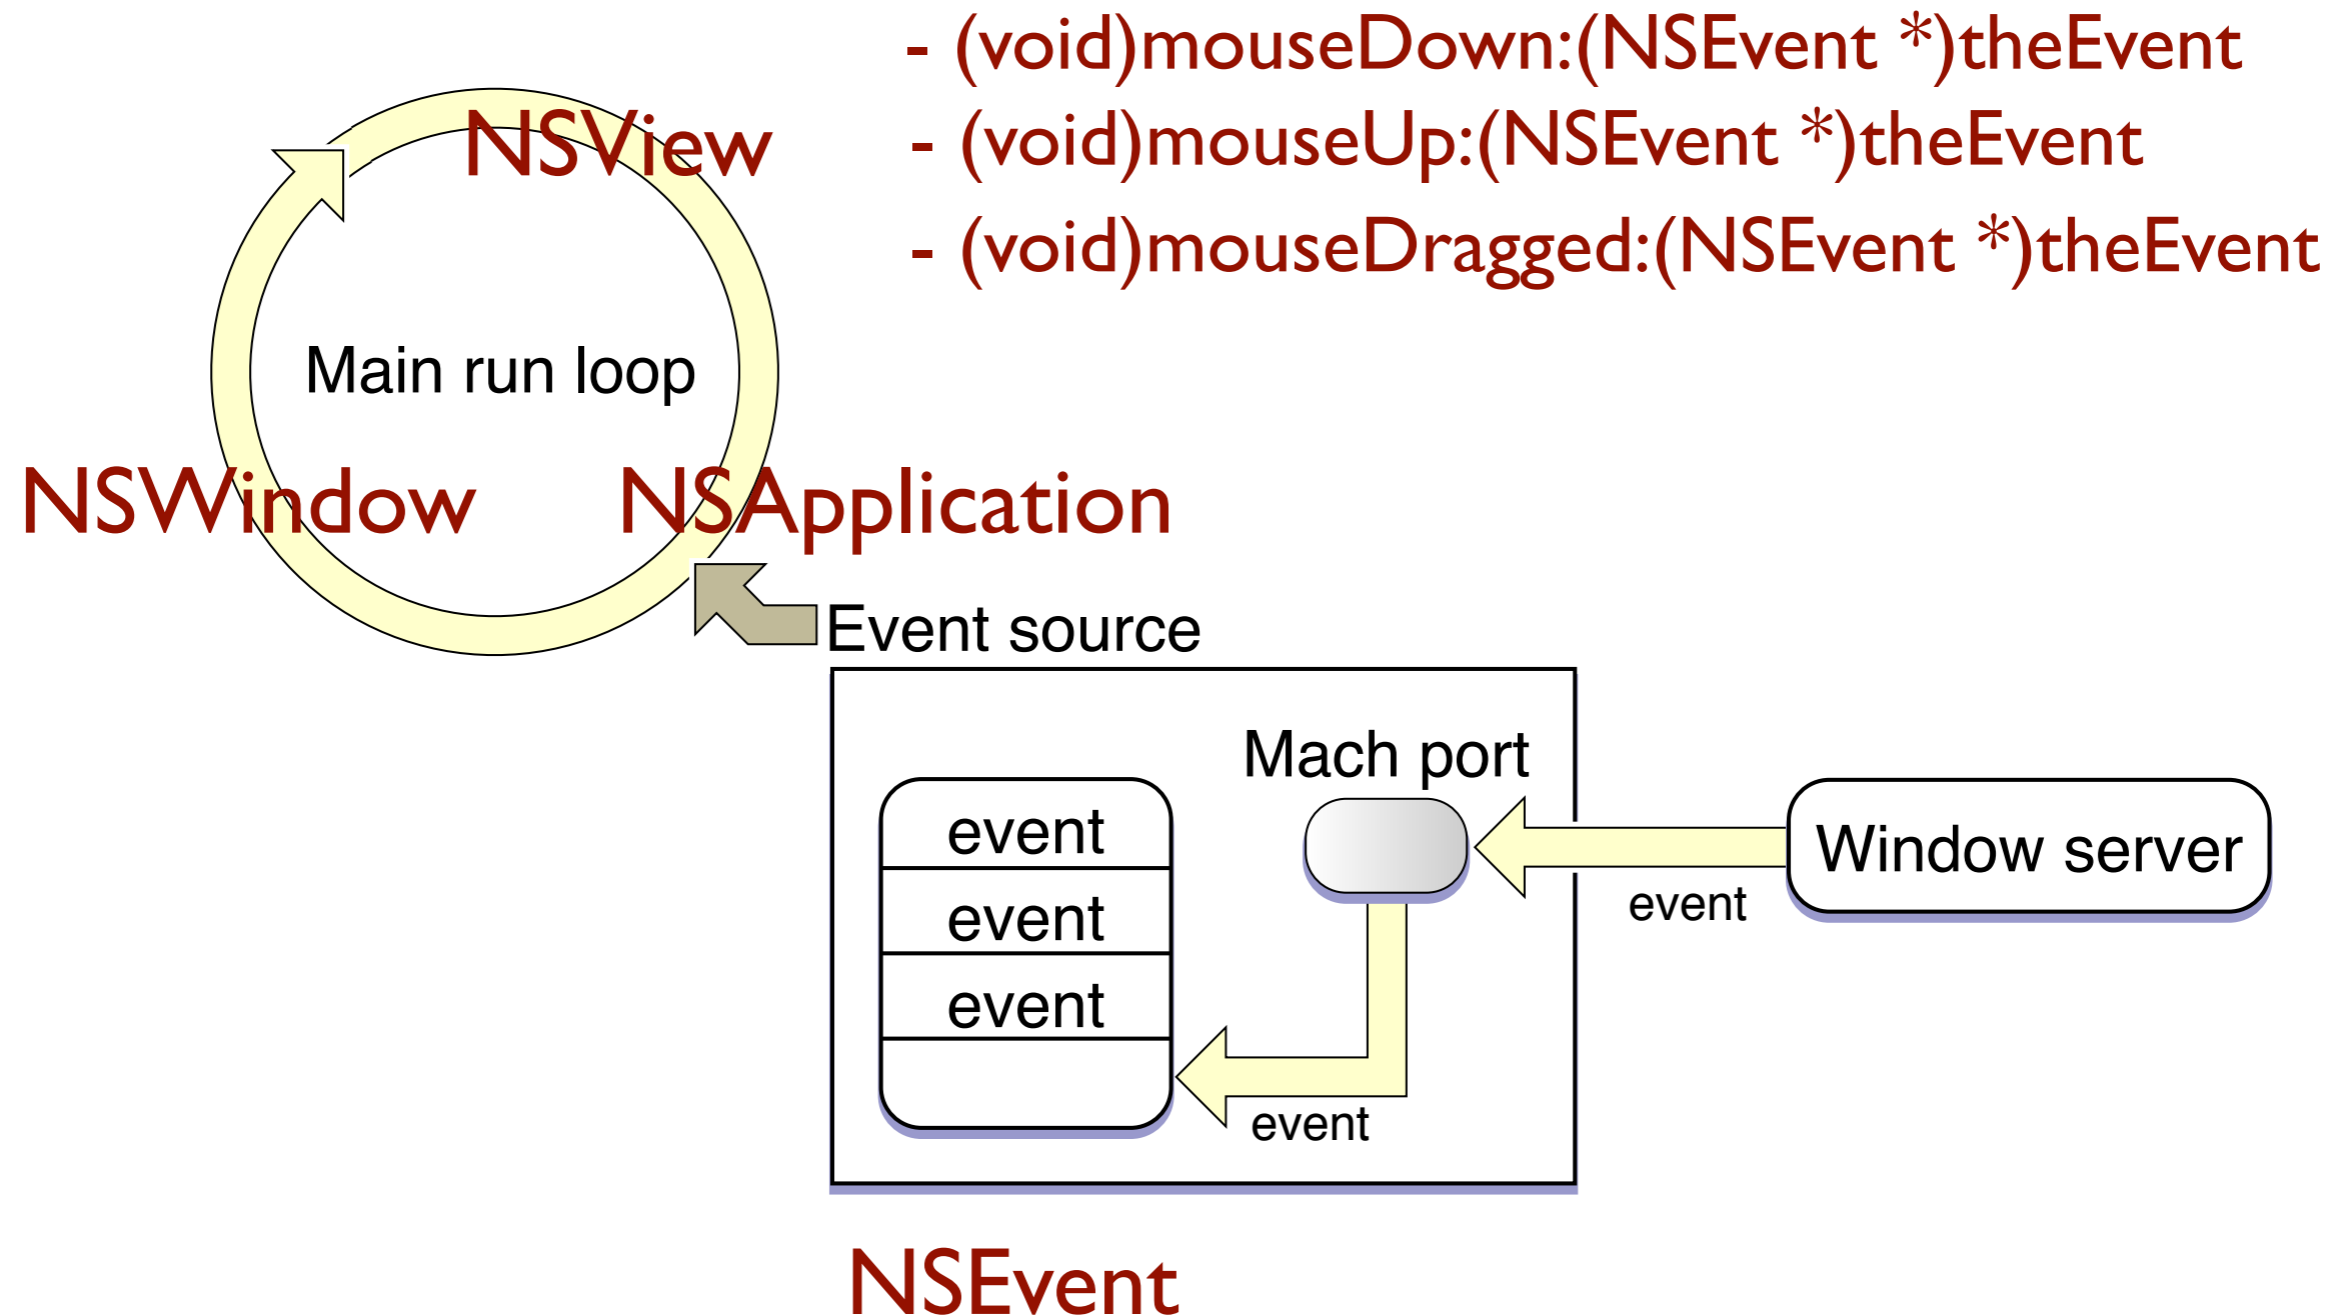 - (void)mouseDown:(NSEvent *)theEvent
- (void)mouseUp:(NSEvent *)theEvent
- (void)mouseDragged:(NSEvent *)theEvent
NSView
Main run loop
NSWindow
NSApplication
Event source
Mach port
event
event
event
event
Window server
event
NSEvent